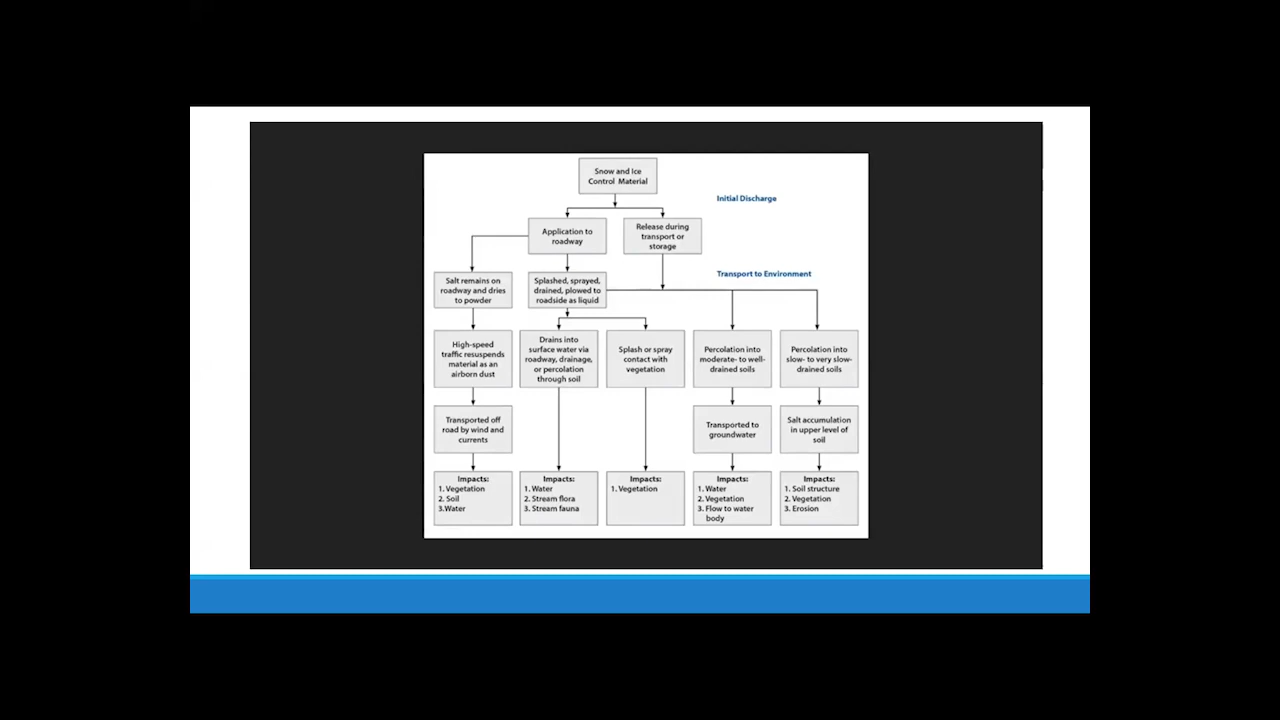 Snow and Ice
Control Material
Initial Discharge
Application to
roadway
Release during
transport or
storage
Transport to Environment
Salt remains on
roadway and dries
to powder
Splashed, sprayed,
drained, plowed to
roadside as liquid
High-speed
traffic resuspends
material as an
airborn dust
Drains into
surface water via
roadway, drainage,
or percolation
through soil
Splash or spray
contact with
vegetation
Percolation into
moderate- to well-
drained soils
Percolation into
slow- to very slow-
drained soils
Transported off
road by wind and
currents
Transported to
groundwater
Salt accumulation
in upper level of
soil
Impacts:
1. Vegetation
2. Soil
3.Water
Impacts:
1. Water
2. Stream flora
3. Stream fauna
Impacts:
1. Vegetation
Impacts:
1. Water
2. Vegetation
3. Flow to water
body
Impacts:
1. Soil structure
2. Vegetation
3. Erosion